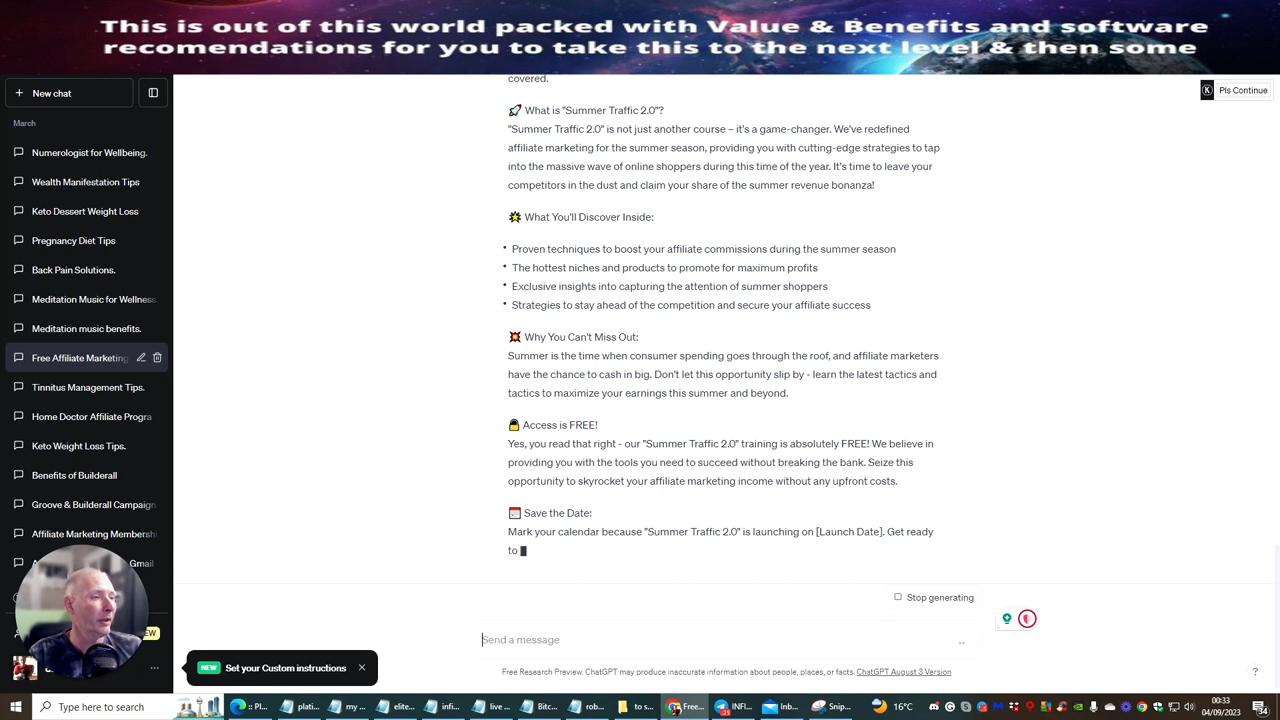 This is out of this world packed with Value & Benefits and software
recomendations for you to take this to the next level & then some
New chat
March
Numerologist for Wellbeing.
Wealth Manifestation Tips
Keto Dessert Weight Loss
Pregnancy Diet Tips
Back Pain Solutions.
Meditation Music for Wellness
Meditation music benefits.
Free Affiliate Marketing
Tinnitus Management Tips.
Home Doctor Affiliate Progra
Keto Weight Loss Tips.
Benefits of Builderall
Groove & Builderall Campaign
Affiliate Marketing Membershi
Gmail
NEW
Set your Custom instructions
K
Pls Continue
covered.
What is "Summer Traffic 2.0"?
"Summer Traffic 2.0" is not just another course – it's a game-changer. We've redefined
affiliate marketing for the summer season, providing you with cutting-edge strategies to tap
into the massive wave of online shoppers during this time of the year. It's time to leave your
competitors in the dust and claim your share of the summer revenue bonanza!
What You'll Discover Inside:
• Proven techniques to boost your affiliate commissions during the summer season
• The hottest niches and products to promote for maximum profits
• Exclusive insights into capturing the attention of summer shoppers
• Strategies to stay ahead of the competition and secure your affiliate success
Why You Can't Miss Out:
Summer is the time when consumer spending goes through the roof, and affiliate marketers
have the chance to cash in big. Don't let this opportunity slip by - learn the latest tactics and
tactics to maximize your earnings this summer and beyond.
Access is FREE!
Yes, you read that right - our "Summer Traffic 2.0" training is absolutely FREE! We believe in
providing you with the tools you need to succeed without breaking the bank. Seize this
opportunity to skyrocket your affiliate marketing income without any upfront costs.
Save the Date:
Mark your calendar because "Summer Traffic 2.0" is launching on [Launch Date]. Get ready
to
Stop generating
Send a message
Free Research Preview. ChatGPT may produce inaccurate information about people, places, or facts. ChatGPT August 3 Version
?
Type here to search
:: Pl...
plati...
my ...
elite...
infi...
live ...
Bitc...
rob...
to s...
Free...
INFI...
Inb...
Snip...
16°C
00:33
04/09/2023